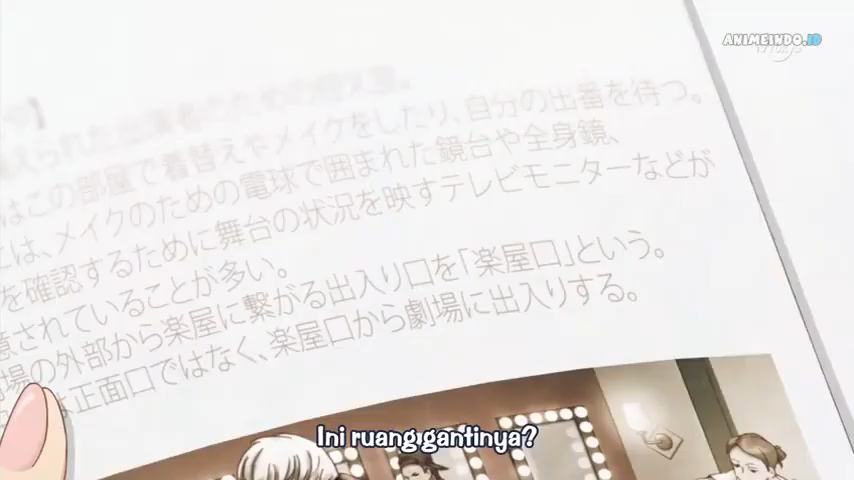 ANIMEINDO.IO
や】
えられた出演者のための控え室。
はこの部屋で着替えやメイクをしたり、自分の出番を待つ。
には、メイクのための電球で囲まれた鏡台や全身鏡、
を確認するために舞台の状況を映すテレビモニターなどが
意されていることが多い。
場の外部から楽屋に繋がる出入り口を「楽屋口」という。
は正面口ではなく、楽屋口から劇場に出入りする。
Ini ruang gantinya?